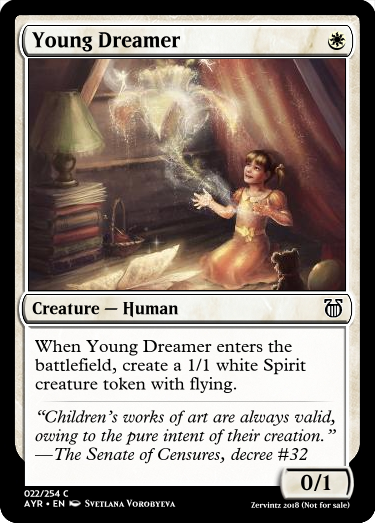 Young Dreamer
Creature — Human
When Young Dreamer enters the
battlefield, create a 1/1 white Spirit
creature token with flying.
“Children’s works of art are always valid,
owing to the pure intent of their creation.”
—The Senate of Censures, decree #32
0/1
022/254 C
AYR • EN Svetlana Vorobyeva
Zervintz 2018 (Not for sale)